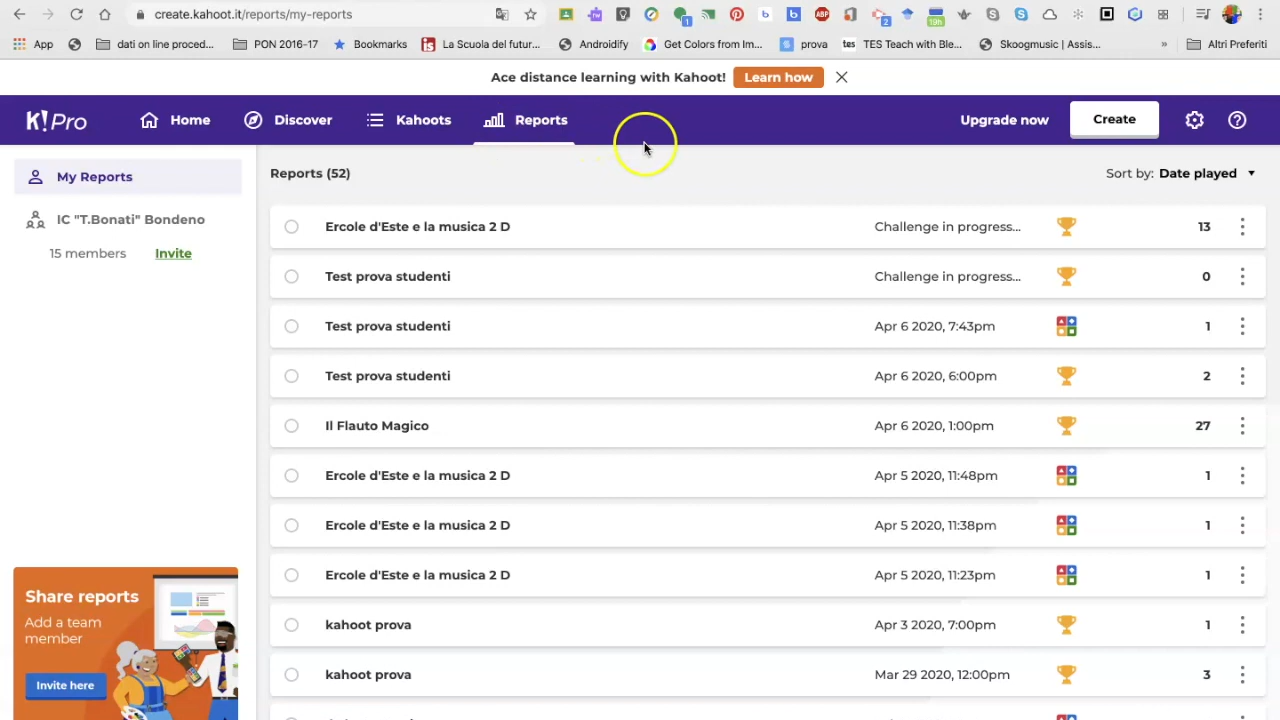 create.kahoot.it/reports/my-reports
App dati on line proced... PON 2016-17 Bookmarks La Scuola del futur... Androidify Get Colors from Im... prova tes TES Teach with Ble... Skoogmusic | Assis... » Altri Preferiti
Ace distance learning with Kahoot! Learn how
K!Pro Home Discover Kahoots Reports Upgrade now Create
My Reports
IC "T.Bonati" Bondeno
15 members Invite
Reports (52) Sort by: Date played
Ercole d'Este e la musica 2 D Challenge in progress... 13
Test prova studenti Challenge in progress... 0
Test prova studenti Apr 6 2020, 7:43pm 1
Test prova studenti Apr 6 2020, 6:00pm 2
Il Flauto Magico Apr 6 2020, 1:00pm 27
Ercole d'Este e la musica 2 D Apr 5 2020, 11:48pm 1
Ercole d'Este e la musica 2 D Apr 5 2020, 11:38pm 1
Ercole d'Este e la musica 2 D Apr 5 2020, 11:23pm 1
kahoot prova Apr 3 2020, 7:00pm 1
kahoot prova Mar 29 2020, 12:00pm 3
Share reports
Add a team
member
Invite here